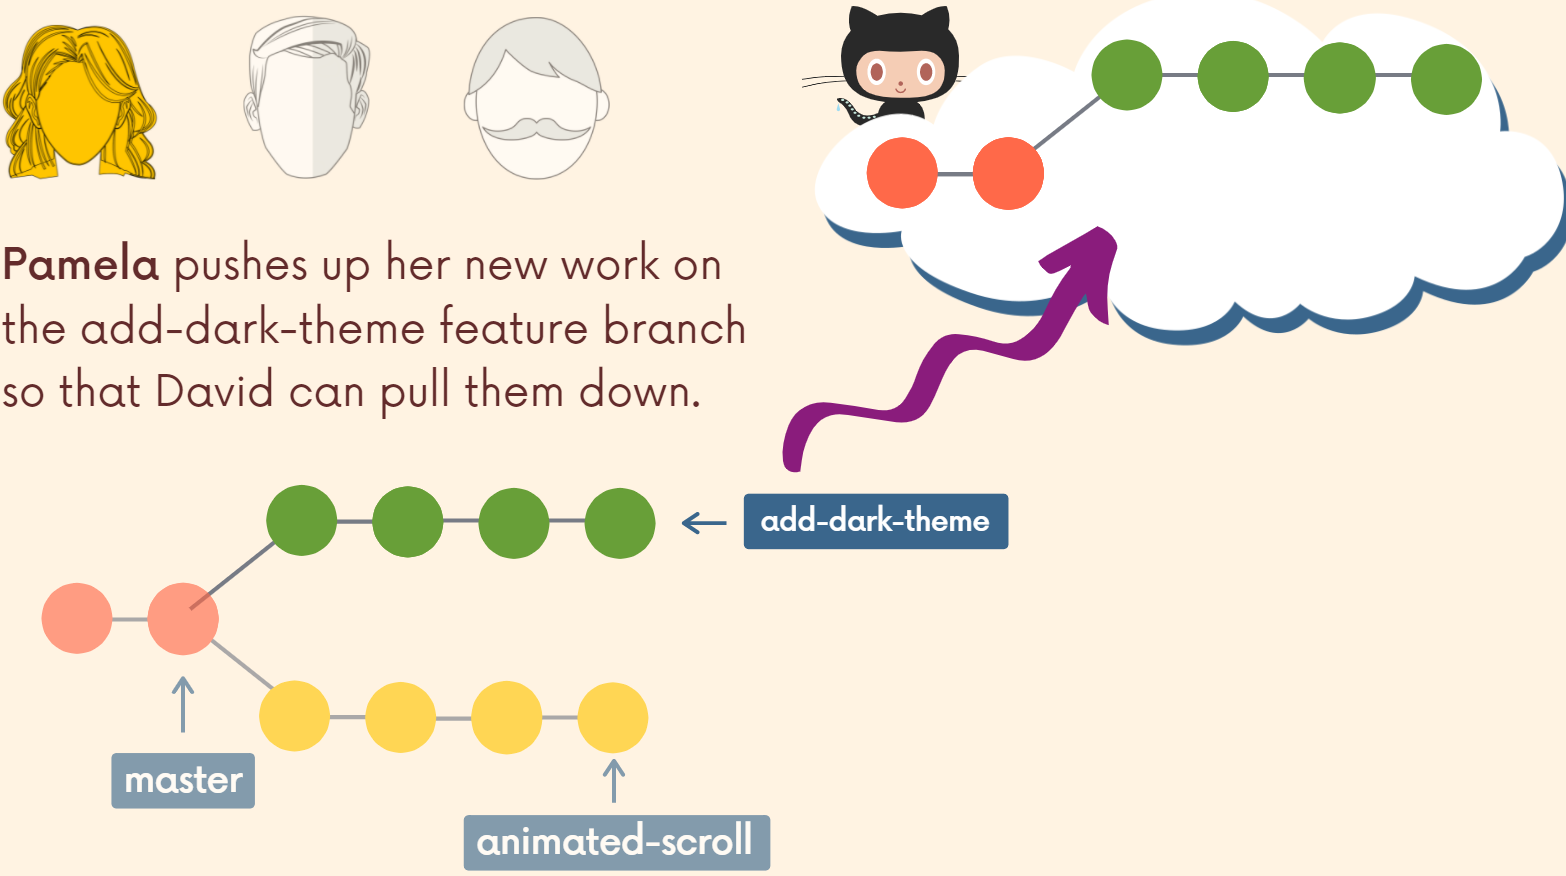 Pamela pushes up her new work on
the add-dark-theme feature branch
so that David can pull them down.
add-dark-theme
master
animated-scroll